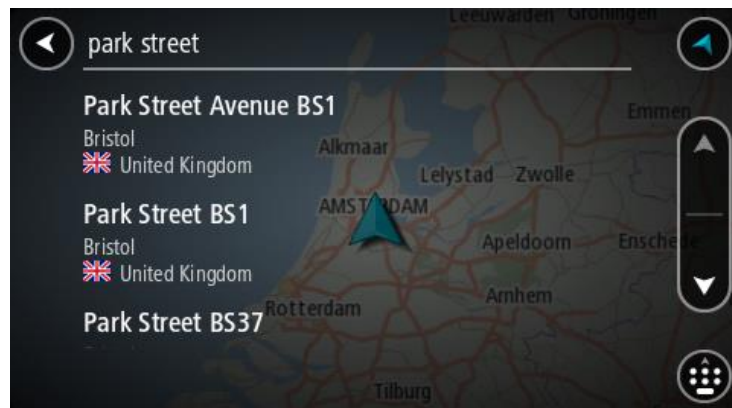 Leeuwarden Groningen
park street
Park Street Avenue BS1
Bristol
United Kingdom
Emmen
Alkmaar
Lelystad Zwolle
AMSTERDAM
Park Street BS1
Bristol
United Kingdom
Apeldoorn Enschede
Arnhem
Rotterdam
Park Street BS37
Tilburg